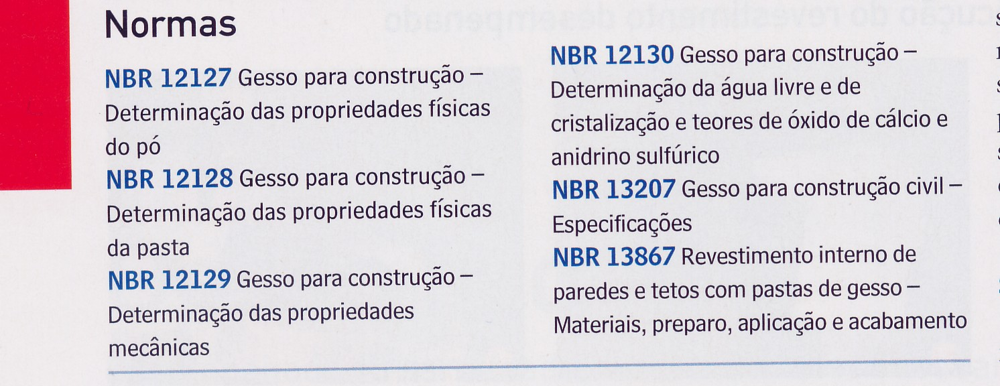 Normas
NBR 12127 Gesso para construção –
Determinação das propriedades físicas
do pó
NBR 12128 Gesso para construção –
Determinação das propriedades físicas
da pasta
NBR 12129 Gesso para construção –
Determinação das propriedades
mecânicas
NBR 12130 Gesso para construção –
Determinação da água livre e de
cristalização e teores de óxido de cálcio e
anidrino sulfúrico
NBR 13207 Gesso para construção civil –
Especificações
NBR 13867 Revestimento interno de
paredes e tetos com pastas de gesso –
Materiais, preparo, aplicação e acabamento